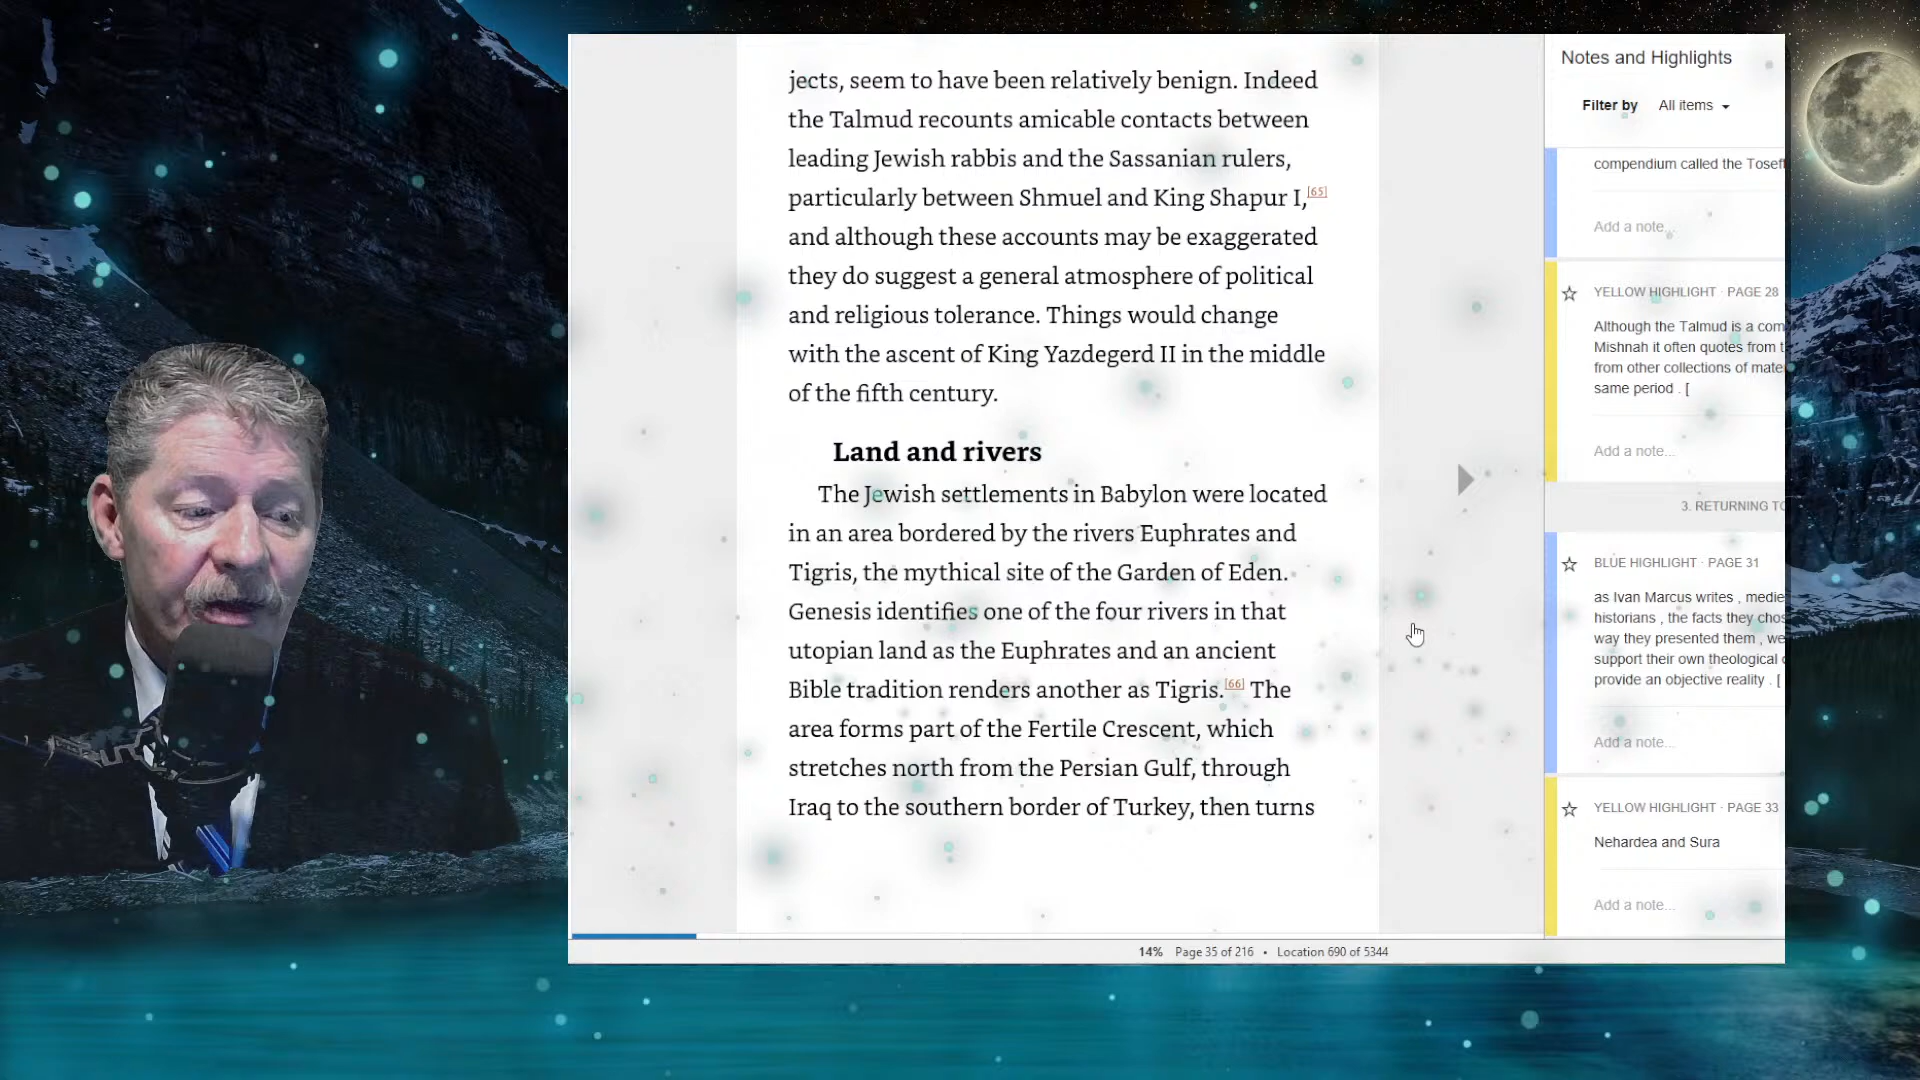 jects, seem to have been relatively benign. Indeed
the Talmud recounts amicable contacts between
leading Jewish rabbis and the Sassanian rulers,
particularly between Shmuel and King Shapur I,[65]
and although these accounts may be exaggerated
they do suggest a general atmosphere of political
and religious tolerance. Things would change
with the ascent of King Yazdegerd II in the middle
of the fifth century.
Land and rivers
The Jewish settlements in Babylon were located
in an area bordered by the rivers Euphrates and
Tigris, the mythical site of the Garden of Eden.
Genesis identifies one of the four rivers in that
utopian land as the Euphrates and an ancient
Bible tradition renders another as Tigris.[66] The
area forms part of the Fertile Crescent, which
stretches north from the Persian Gulf, through
Iraq to the southern border of Turkey, then turns
14% Page 35 of 216 • Location 690 of 5344
Notes and Highlights
Filter by All items
compendium called the
Add a note...
YELLOW HIGHLIGHT · PAGE 28
Although the Talmud is a
Mishnah it often quotes from
from other collections of
same period . [
Add a note...
3. RETURNING
BLUE HIGHLIGHT · PAGE 31
as Ivan Marcus writes ,
historians , the facts they
way they presented them ,
support their own theological
provide an objective reality . [
Add a note...
YELLOW HIGHLIGHT · PAGE 33
Nehardea and Sura
Add a note...